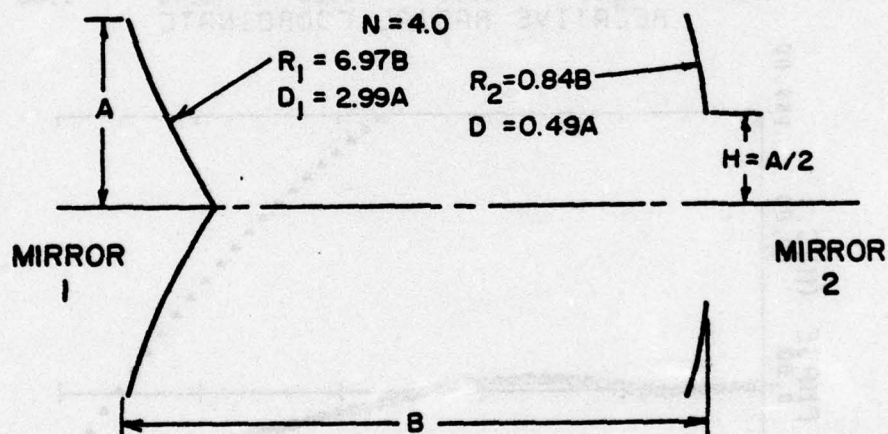 N = 4.0
R₁ = 6.97B
D₁ = 2.99A
A
R₂=0.84B
D =0.49A
H=A/2
MIRROR
1
MIRROR
2
B